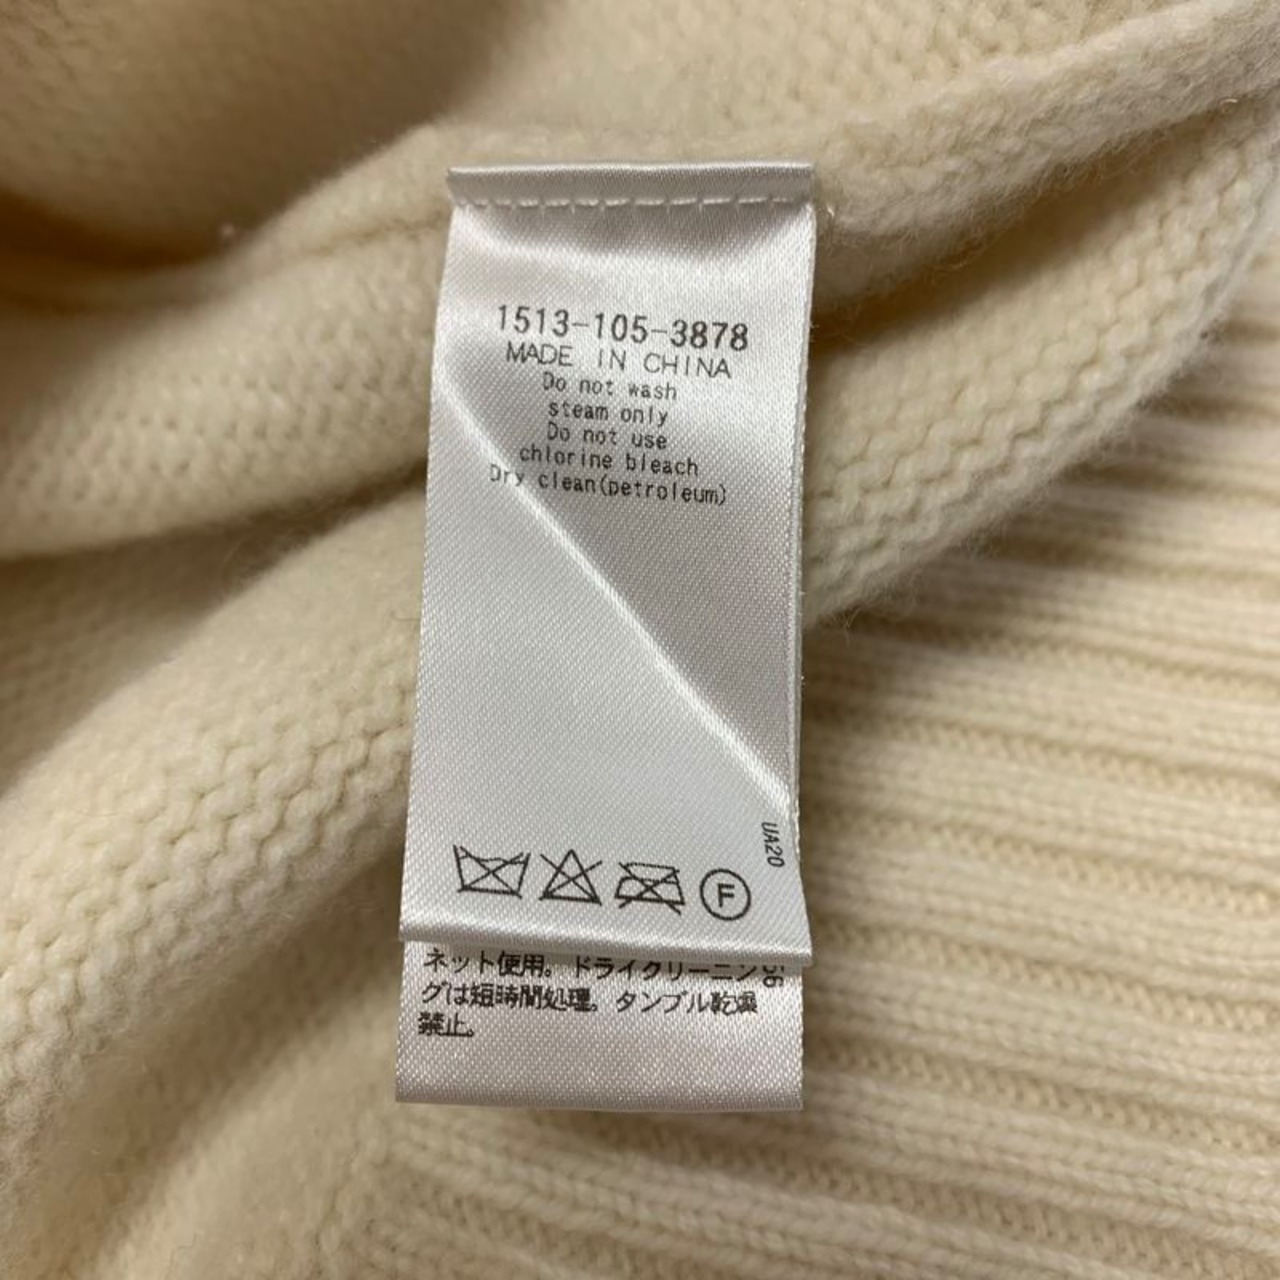 1513-105-3878
MADE IN CHINA
Do not wash
steam only
Do not use
chlorine bleach
Dry clean(petroleum)
UA20
F
ネット使用。ドライクリーニン
グは短時間処理。タンブル乾燥
禁止。